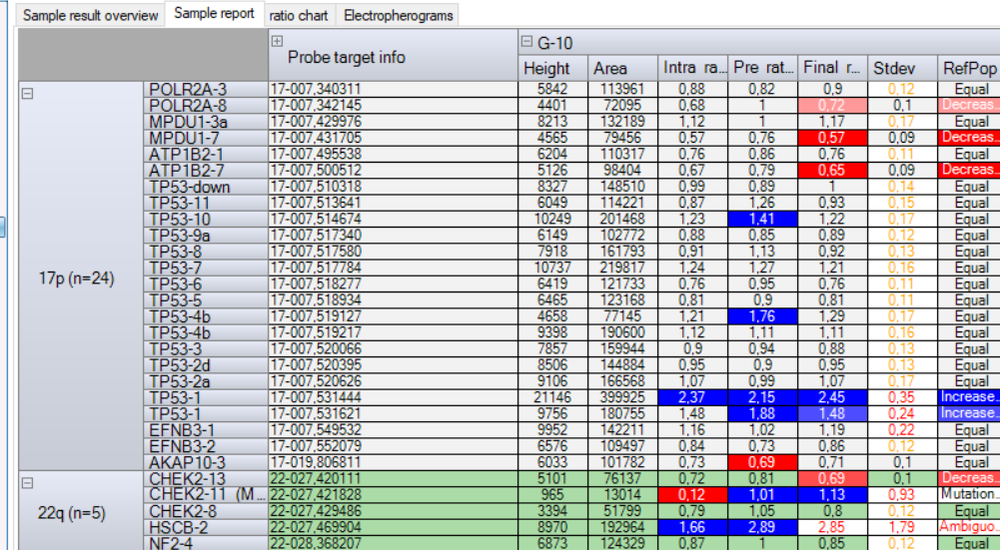 Sample result overview Sample report ratio chart Electropherograms
Probe target info G-10
Height Area Intra ra... Pre rat... Final r... Stdev RefPop
17p (n=24)
POLR2A-3 17-007,340311 5842 113961 0,88 0,82 0,9 0,12 Equal
POLR2A-8 17-007,342145 4401 72095 0,68 1 0,72 0,1 Decreas...
MPDU1-3a 17-007,429976 8213 132189 1,12 1 1,17 0,17 Equal
MPDU1-7 17-007,431705 4565 79456 0,57 0,76 0,57 0,09 Decreas...
ATP1B2-1 17-007,495538 6204 110317 0,76 0,86 0,76 0,11 Equal
ATP1B2-7 17-007,500512 5126 98404 0,67 0,79 0,65 0,09 Decreas...
TP53-down 17-007,510318 8327 148510 0,99 0,89 1 0,14 Equal
TP53-11 17-007,513641 6049 114221 0,87 1,26 0,93 0,15 Equal
TP53-10 17-007,514674 10249 201468 1,23 1,41 1,22 0,17 Equal
TP53-9a 17-007,517340 6149 102772 0,88 0,85 0,89 0,12 Equal
TP53-8 17-007,517580 7918 161793 0,91 1,13 0,92 0,13 Equal
TP53-7 17-007,517784 10737 219817 1,24 1,27 1,21 0,16 Equal
TP53-6 17-007,518277 6419 121733 0,76 0,95 0,76 0,11 Equal
TP53-5 17-007,518934 6465 123168 0,81 0,9 0,81 0,11 Equal
TP53-4b 17-007,519127 4658 77145 1,21 1,76 1,29 0,17 Equal
TP53-4b 17-007,519217 9398 190600 1,12 1,11 1,11 0,16 Equal
TP53-3 17-007,520066 7857 159944 0,9 0,94 0,88 0,13 Equal
TP53-2d 17-007,520395 8506 144884 0,95 0,9 0,95 0,13 Equal
TP53-2a 17-007,520626 9106 166568 1,07 0,99 1,07 0,17 Equal
TP53-1 17-007,531444 21146 399925 2,37 2,15 2,45 0,35 Increase...
TP53-1 17-007,531621 9756 180755 1,48 1,88 1,48 0,24 Increase...
EFNB3-1 17-007,549532 9952 142211 1,16 1,02 1,19 0,22 Equal
EFNB3-2 17-007,552079 6576 109497 0,84 0,73 0,86 0,12 Equal
AKAP10-3 17-019,806811 6033 101782 0,73 0,69 0,71 0,1 Equal
22q (n=5)
CHEK2-13 22-027,420111 5101 76137 0,72 0,81 0,69 0,1 Decreas...
CHEK2-11 (M... 22-027,421828 965 13014 0,12 1,01 1,13 0,93 Mutation...
CHEK2-8 22-027,429486 3394 51799 0,79 1,05 0,8 0,12 Equal
HSCB-2 22-027,469904 8970 192964 1,66 2,89 2,85 1,79 Ambiguo...
NF2-4 22-028,368207 6873 124329 0,87 1 0,85 0,12 Equal